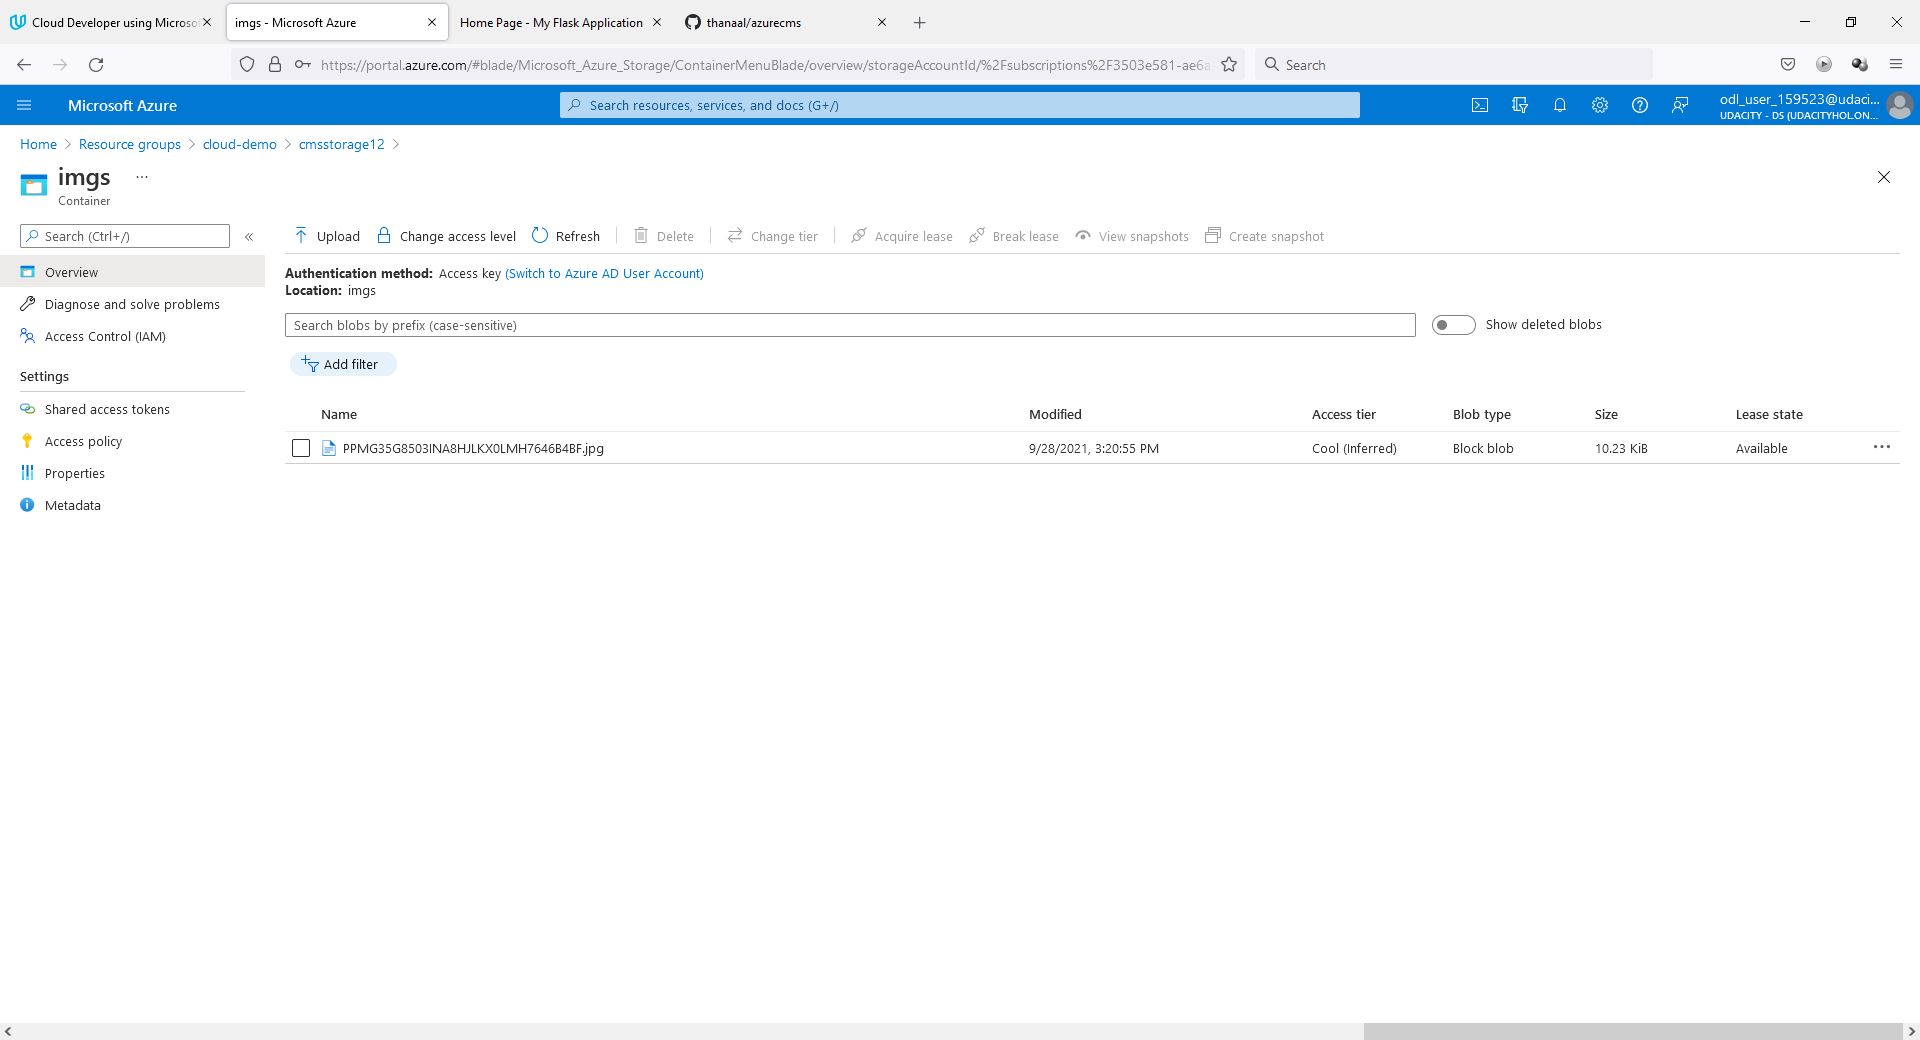 Cloud Developer using Microso
imgs - Microsoft Azure
Home Page - My Flask Application
thanaal/azurecms
https://portal.azure.com/#blade/Microsoft_Azure_Storage/ContainerMenuBlade/overview/storageAccountId/%2Fsubscriptions%2F3503e581-ae6a
Search
Microsoft Azure
Search resources, services, and docs (G+/)
odl_user_159523@udaci...
UDACITY - DS (UDACITYHOL.ON...
Home > Resource groups > cloud-demo > cmsstorage12 >
imgs ...
Container
Search (Ctrl+/)
«
Overview
Diagnose and solve problems
Access Control (IAM)
Settings
Shared access tokens
Access policy
Properties
Metadata
Upload Change access level Refresh Delete Change tier Acquire lease Break lease View snapshots Create snapshot
Authentication method: Access key (Switch to Azure AD User Account)
Location: imgs
Search blobs by prefix (case-sensitive)
Show deleted blobs
Add filter
Name Modified Access tier Blob type Size Lease state
PPMG35G8503INA8HJLKX0LMH7646B4BF.jpg 9/28/2021, 3:20:55 PM Cool (Inferred) Block blob 10.23 KiB Available ...